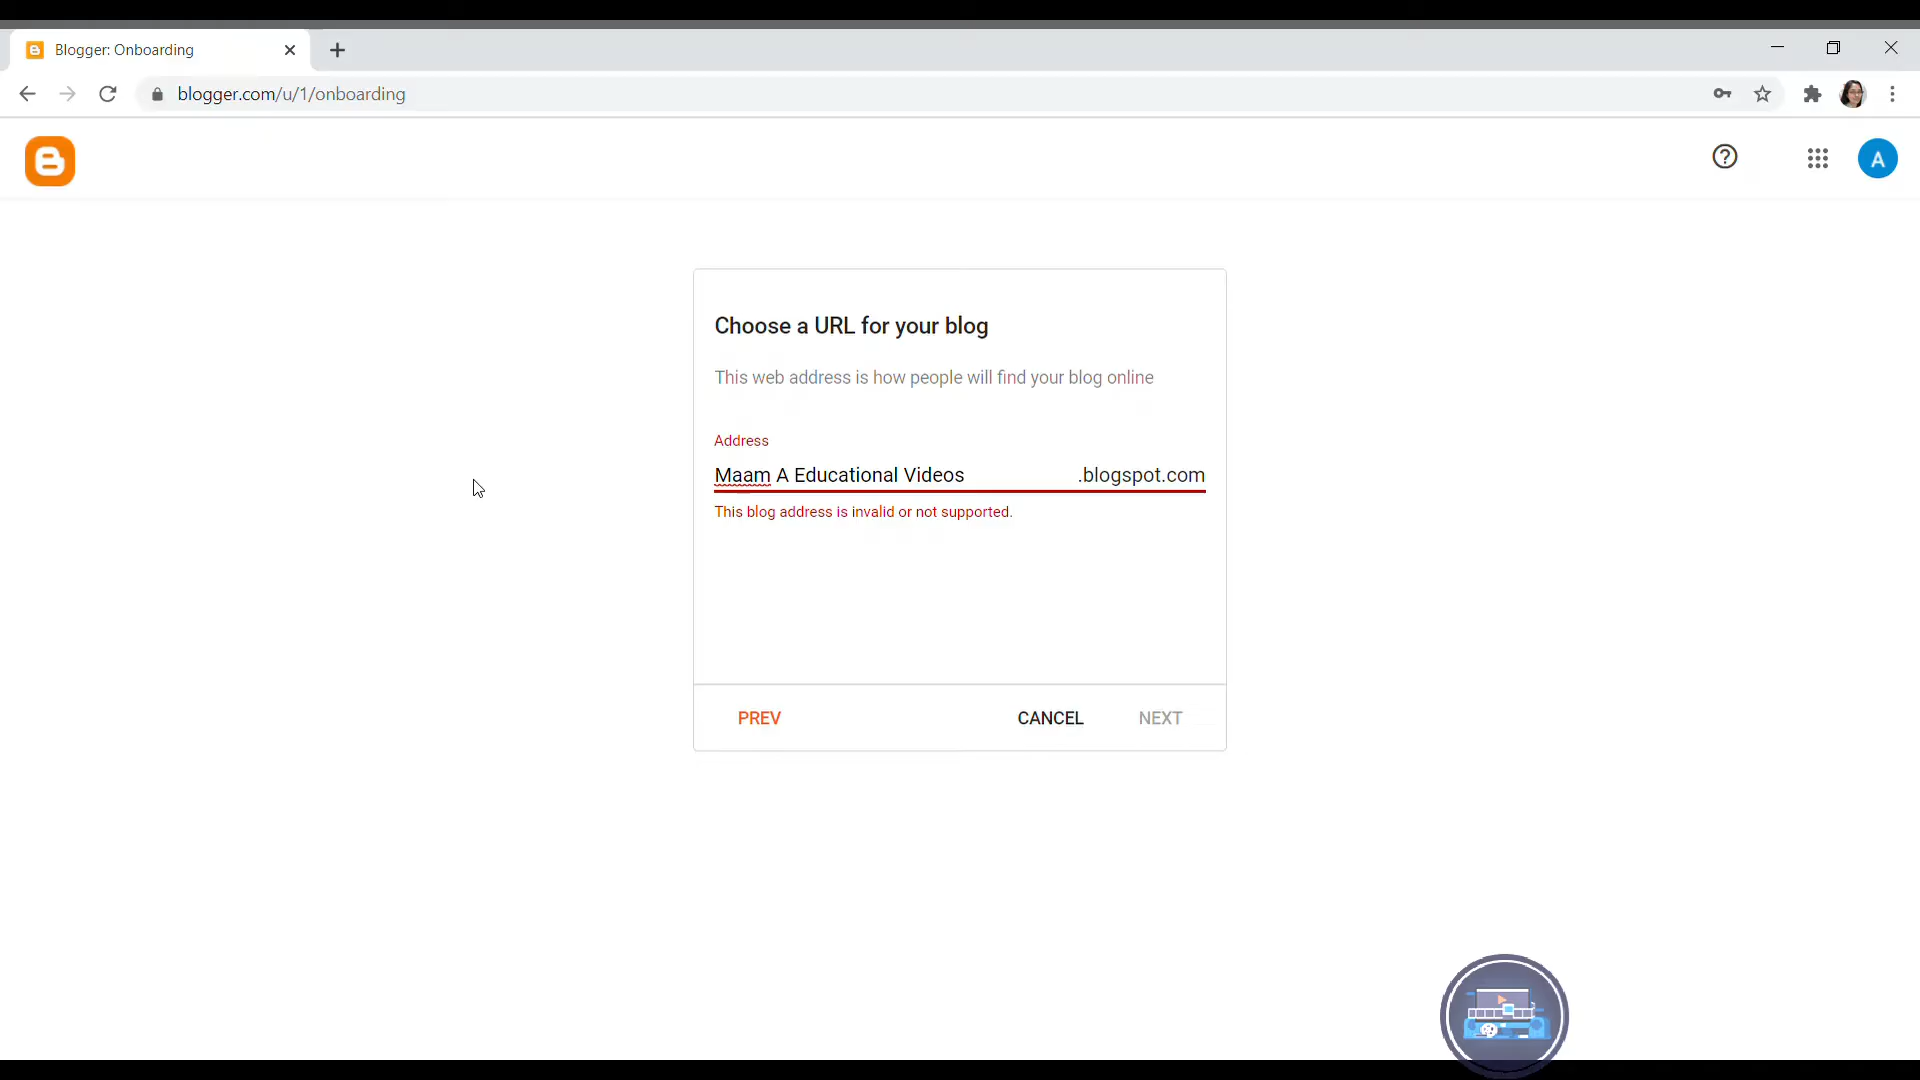 Blogger: Onboarding
blogger.com/u/1/onboarding
A
Choose a URL for your blog
This web address is how people will find your blog online
Address
Maam A Educational Videos .blogspot.com
This blog address is invalid or not supported.
PREV CANCEL NEXT